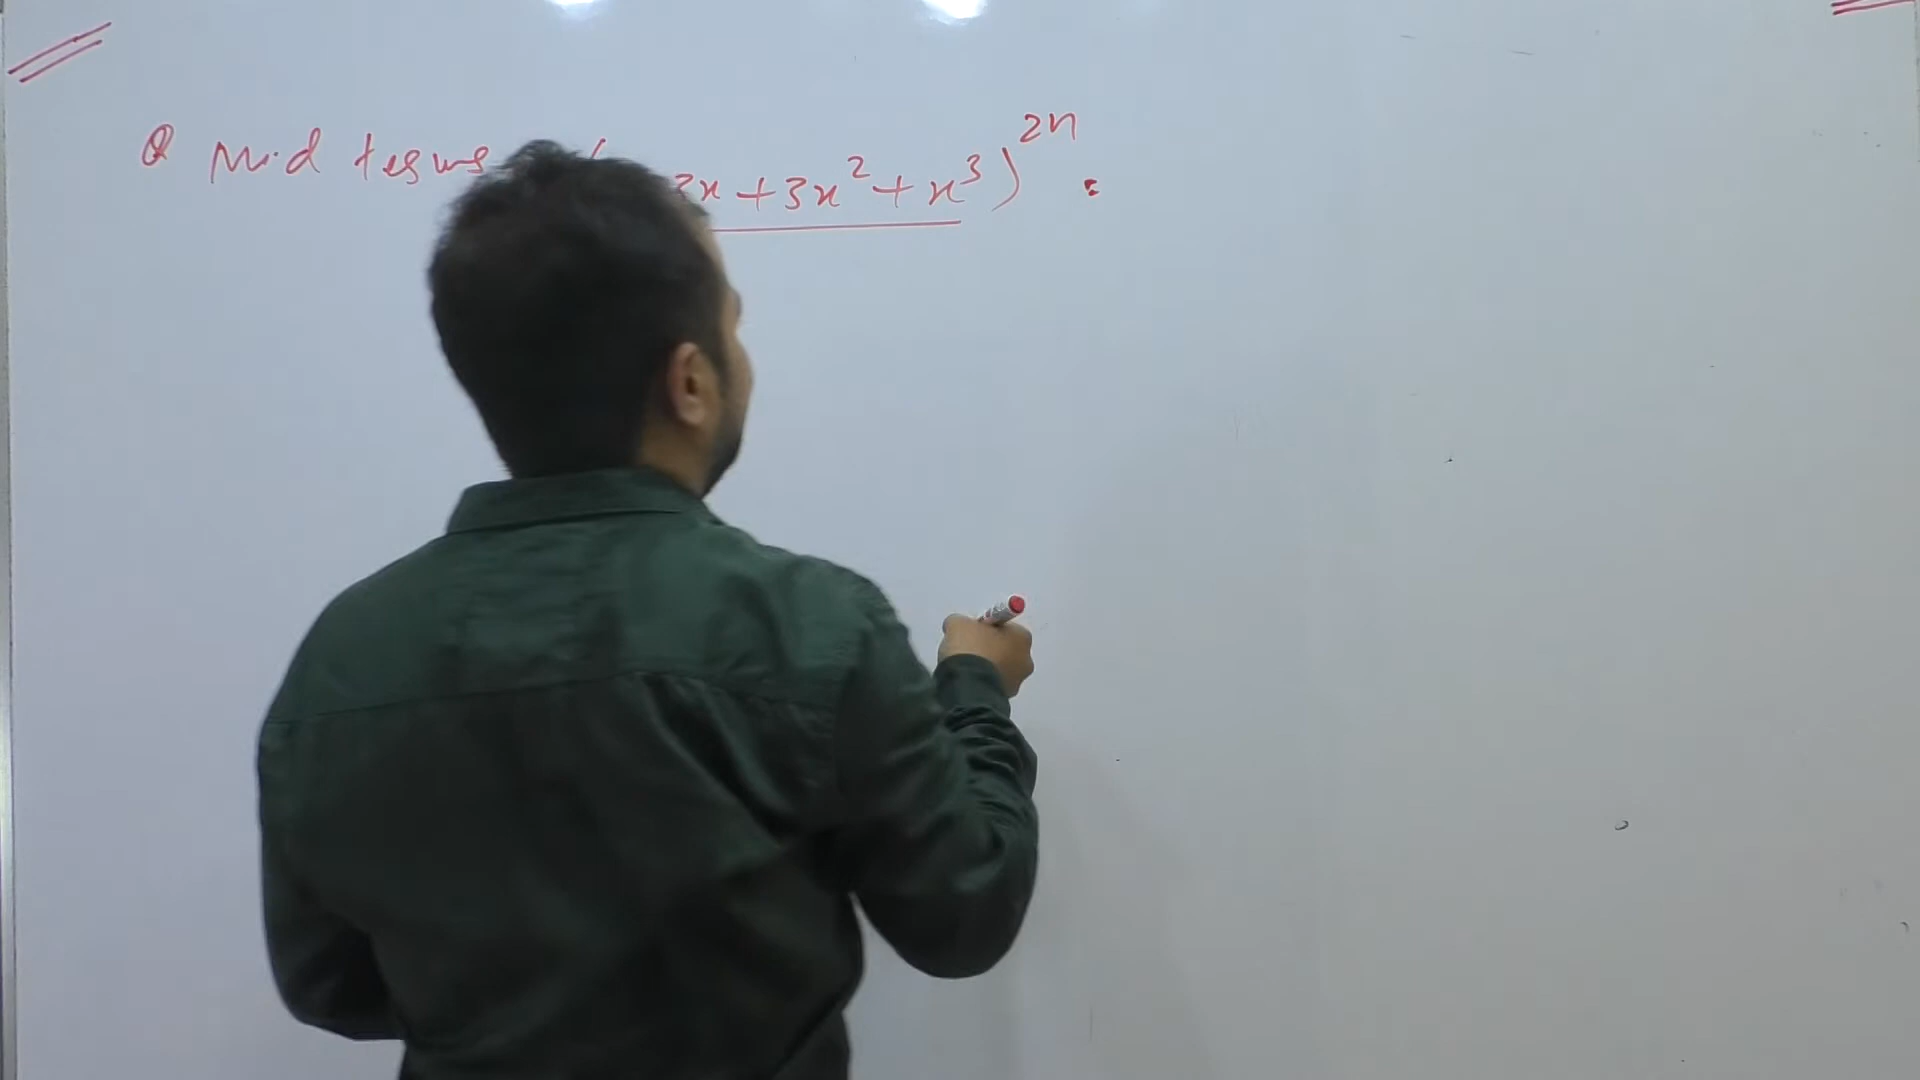 Q Mid terms ( 3x + 3x² + x³)²ⁿ :